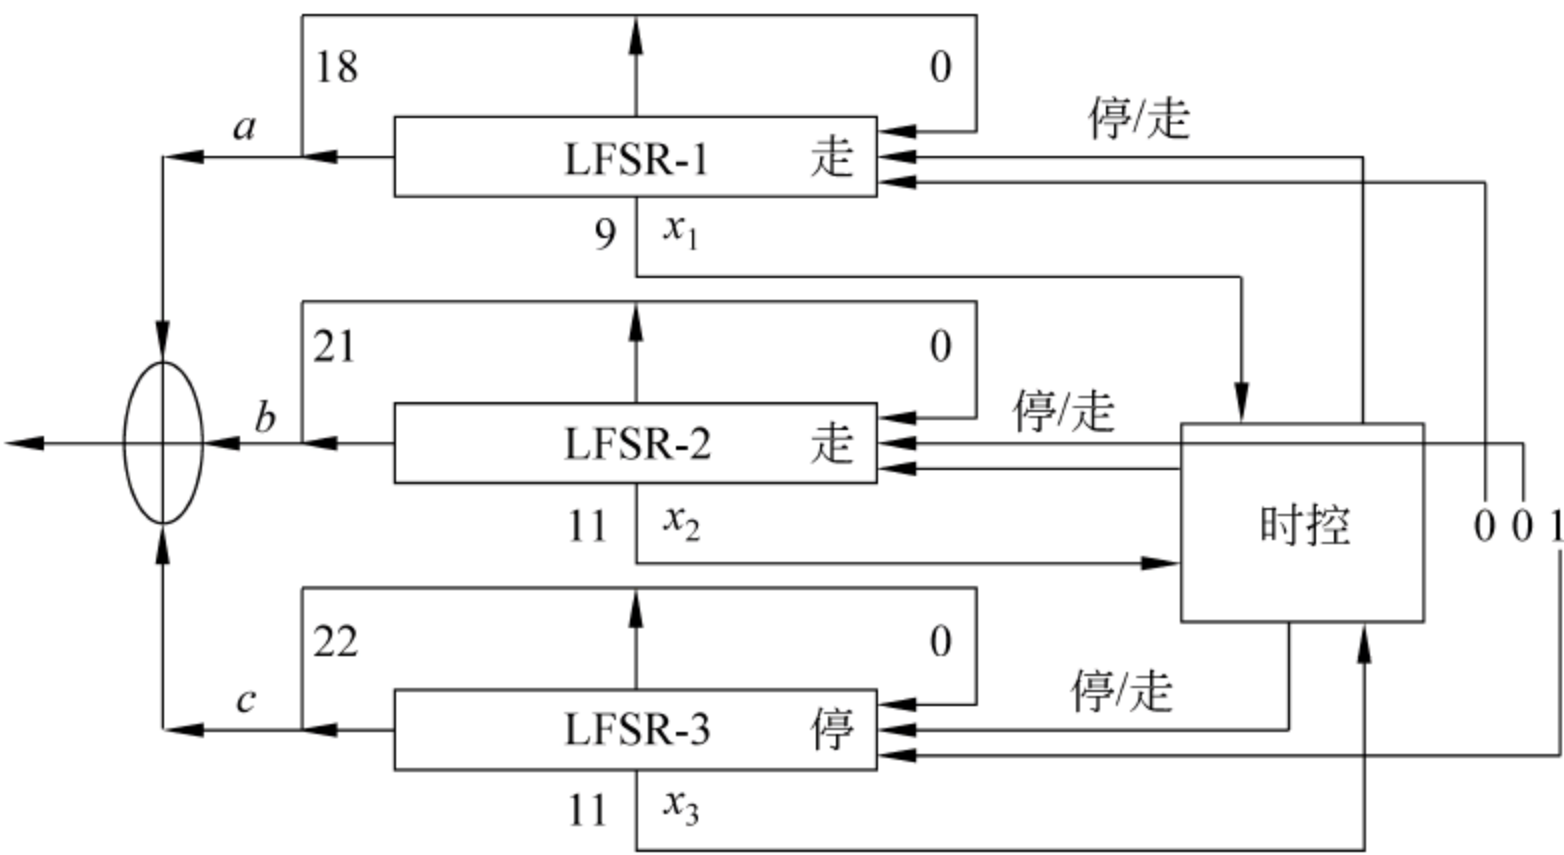 18 0
a 停/走
LFSR-1 走
9 x₁
21 0
b 停/走
LFSR-2 走
11 x₂
时控 0 0 1
22 0
c 停/走
LFSR-3 停
11 x₃